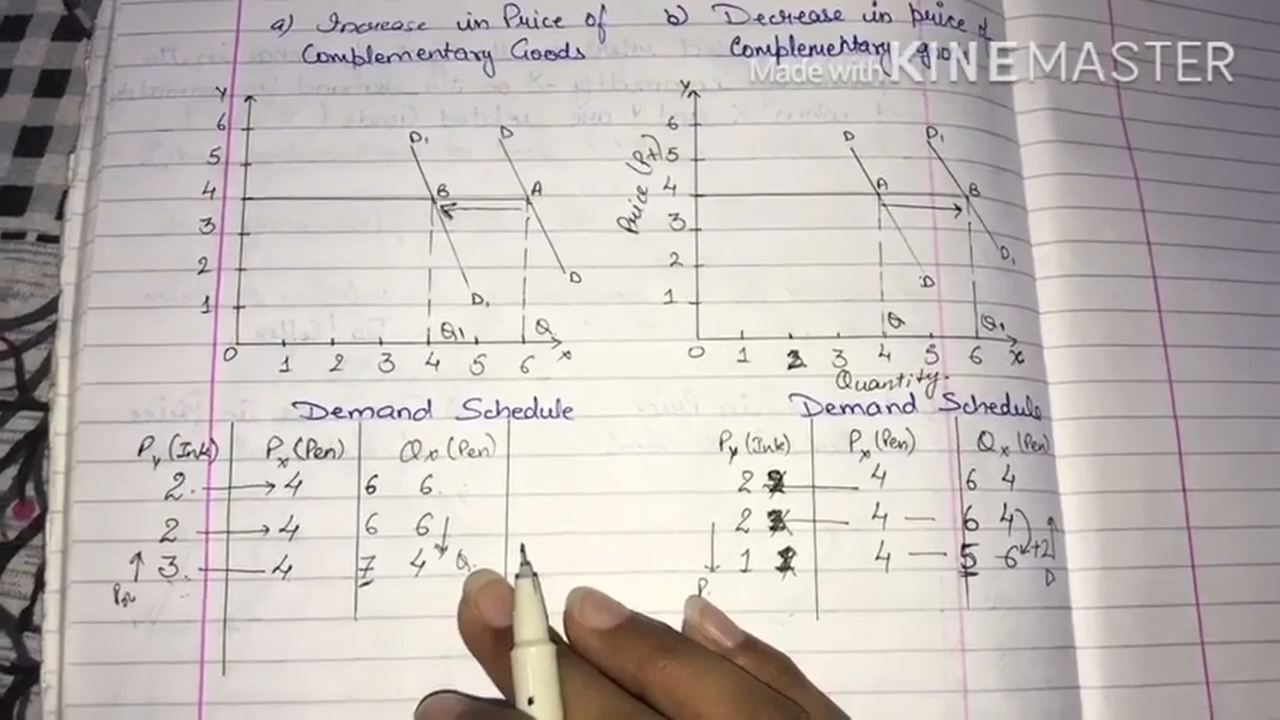 a) Increase in Price of
Complementary Goods
b) Decrease in price of
Complementary
Made with KINEMASTER
Y
6
5
4
3
2
1
0
D1
D
B
A
D1
D
Q1
Q
1 2 3 4 5 6 x
Y
6
5
4
3
2
1
0
D
D1
A
B
D1
D
Q
Q1
1 2 3 4 5 6 x
Quantity.
Demand Schedule
Py (Ink) Px (Pen) Qx (Pen)
2. → 4 6 6.
2 → 4 6 6 ↓
↑ 3. — 4 7 4 Q.
Demand Schedule
Py (Ink) Px (Pen) Qx (Pen)
2 — 4 6 4
2 — 4 — 6 4
↓ 1 4 — 5 6 +2 ↑
P. D